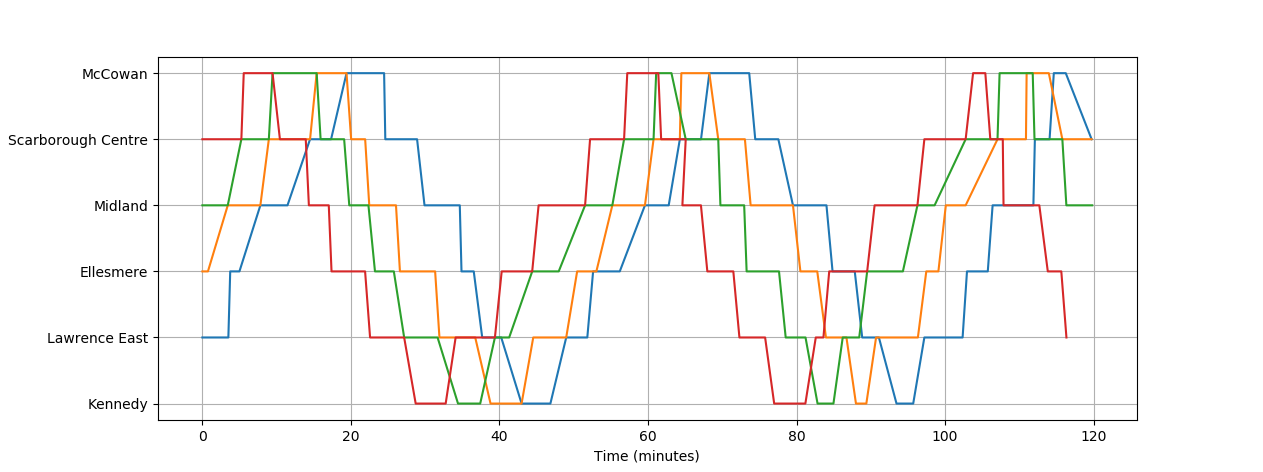 McCowan
Scarborough Centre
Midland
Ellesmere
Lawrence East
Kennedy
0 20 40 60 80 100 120
Time (minutes)